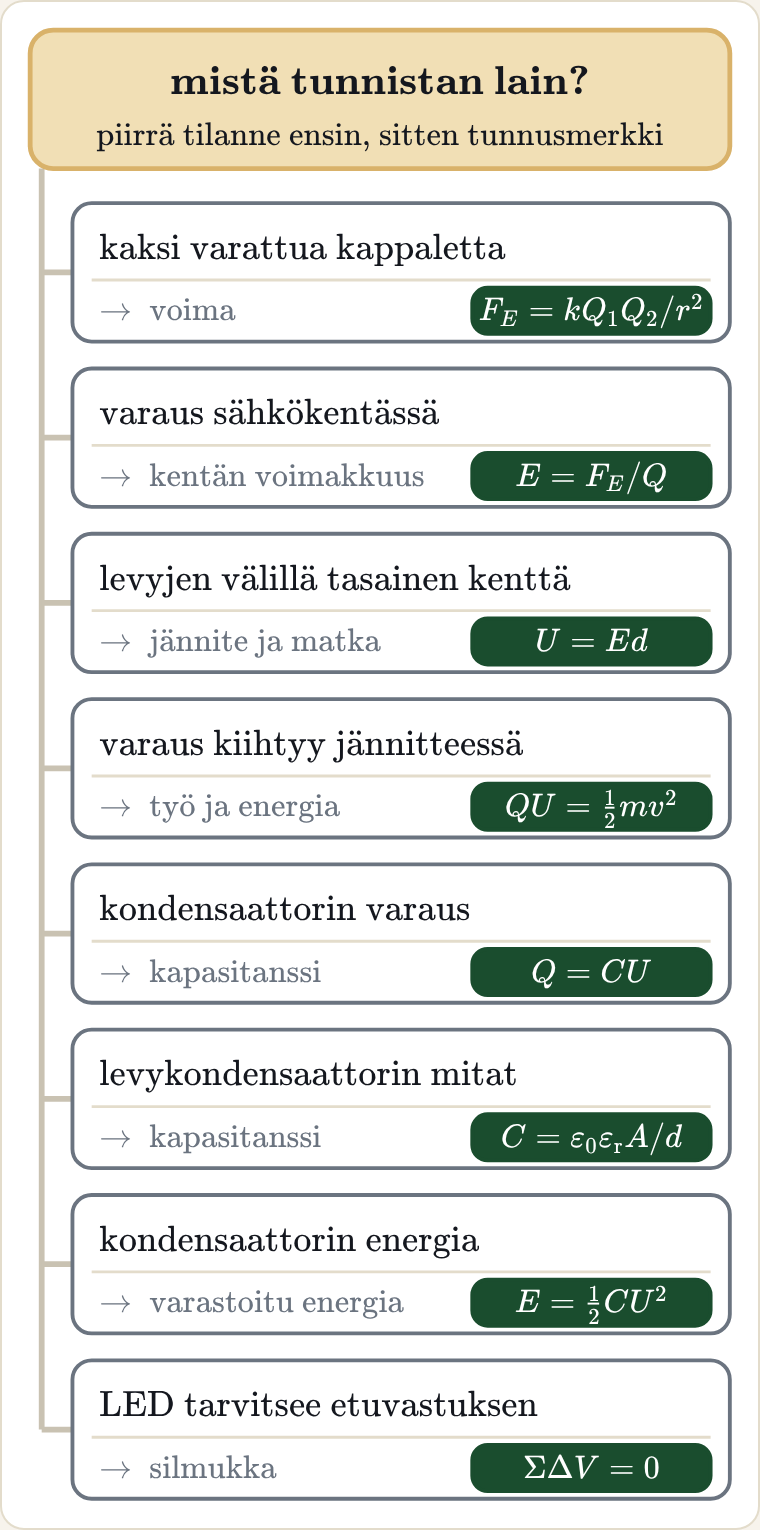 mistä tunnistan lain?
piirrä tilanne ensin, sitten tunnusmerkki
kaksi varattua kappaletta
→ voima F_E = kQ_1Q_2/r^2
varaus sähkökentässä
→ kentän voimakkuus E = F_E/Q
levyjen välillä tasainen kenttä
→ jännite ja matka U = Ed
varaus kiihtyy jännitteessä
→ työ ja energia QU = ½mv^2
kondensaattorin varaus
→ kapasitanssi Q = CU
levykondensaattorin mitat
→ kapasitanssi C = ε_0ε_rA/d
kondensaattorin energia
→ varastoitu energia E = ½CU^2
LED tarvitsee etuvastuksen
→ silmukka ΣΔV = 0